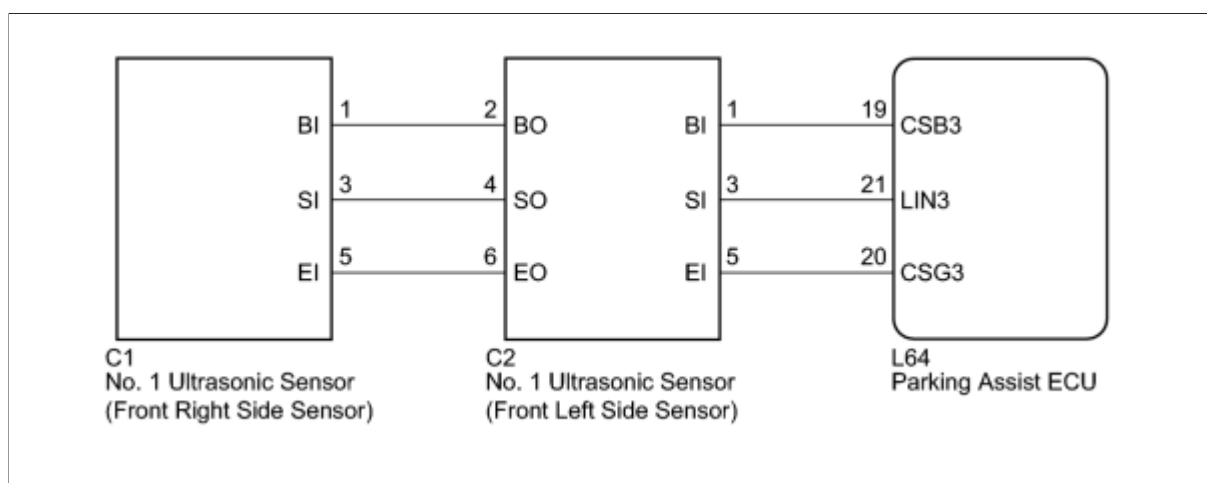 1 2 1 19
BI BO BI CSB3
3 4 3 21
SI SO SI LIN3
5 6 5 20
EI EO EI CSG3
C1 C2 L64
No. 1 Ultrasonic Sensor No. 1 Ultrasonic Sensor Parking Assist ECU
(Front Right Side Sensor) (Front Left Side Sensor)